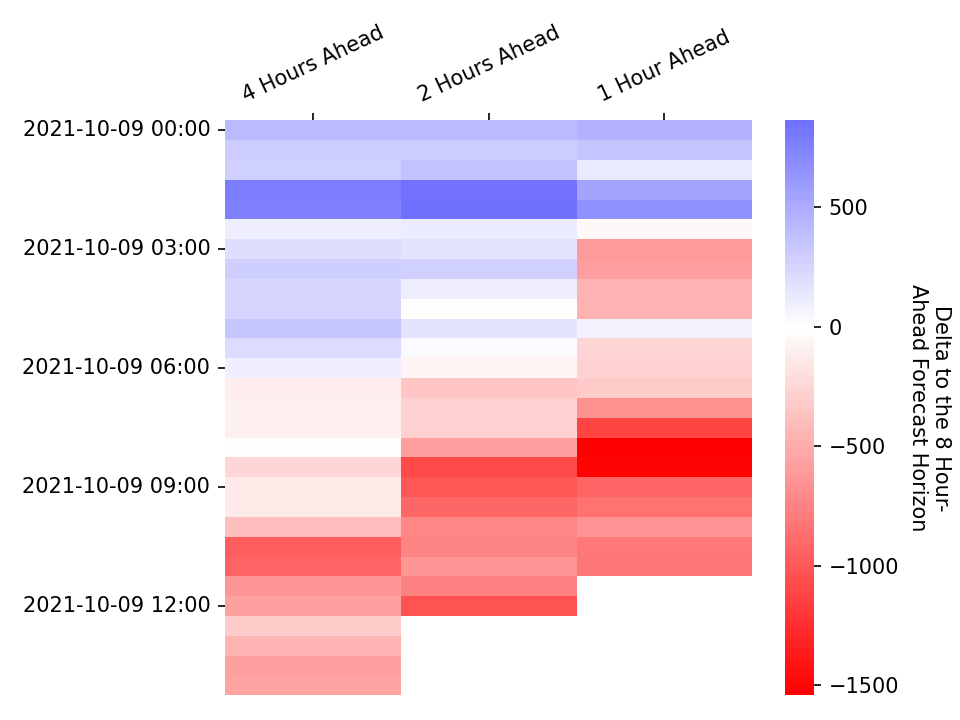 4 Hours Ahead
2 Hours Ahead
1 Hour Ahead
2021-10-09 00:00
2021-10-09 03:00
2021-10-09 06:00
2021-10-09 09:00
2021-10-09 12:00
500
0
−500
−1000
−1500
Delta to the 8 Hour-
Ahead Forecast Horizon